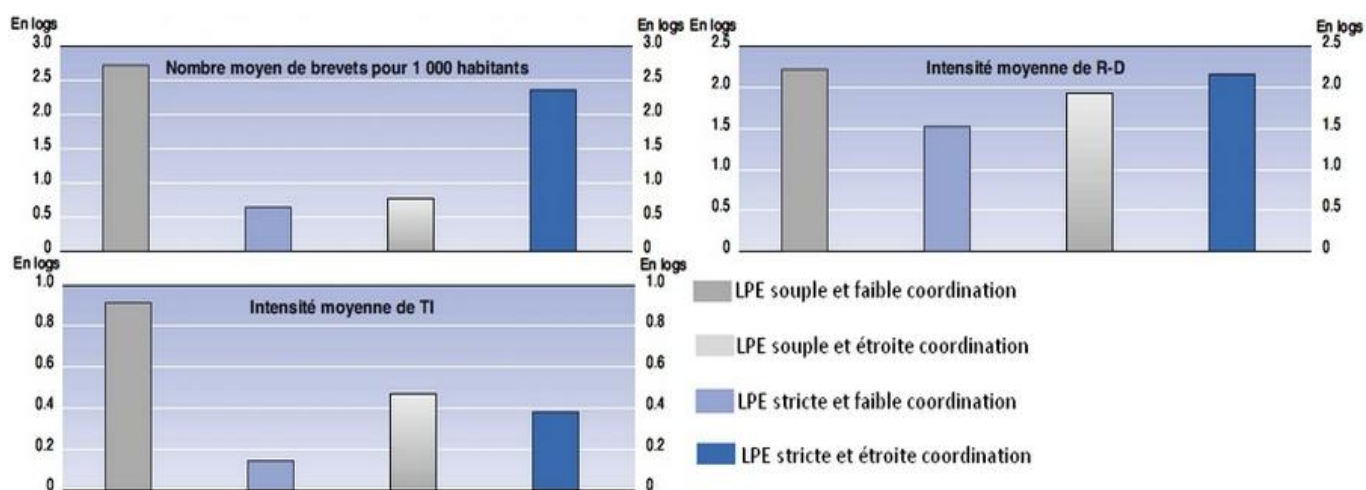 En logs
En logs
3.0
2.5
2.0
1.5
1.0
0.5
0
Nombre moyen de brevets pour 1 000 habitants
3.0
2.5
2.0
1.5
1.0
0.5
0
En logs
En logs
2.5
2.0
1.5
1.0
0.5
0
Intensité moyenne de R-D
2.5
2.0
1.5
1.0
0.5
0
En logs
En logs
1.0
0.8
0.6
0.4
0.2
0
Intensité moyenne de TI
1.0
0.8
0.6
0.4
0.2
0
LPE souple et faible coordination
LPE souple et étroite coordination
LPE stricte et faible coordination
LPE stricte et étroite coordination